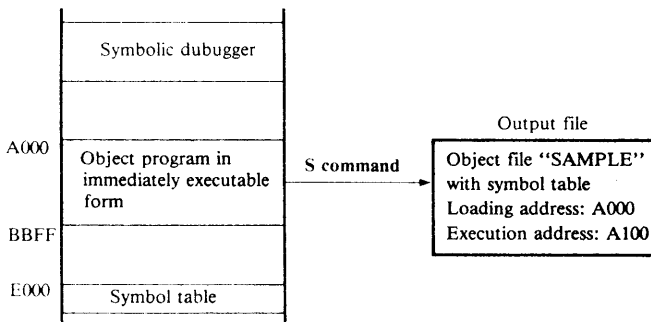 Symbolic dubugger
A000
Object program in
immediately executable
form
BBFF
E000
Symbol table
S command
Output file
Object file “SAMPLE”
with symbol table
Loading address: A000
Execution address: A100